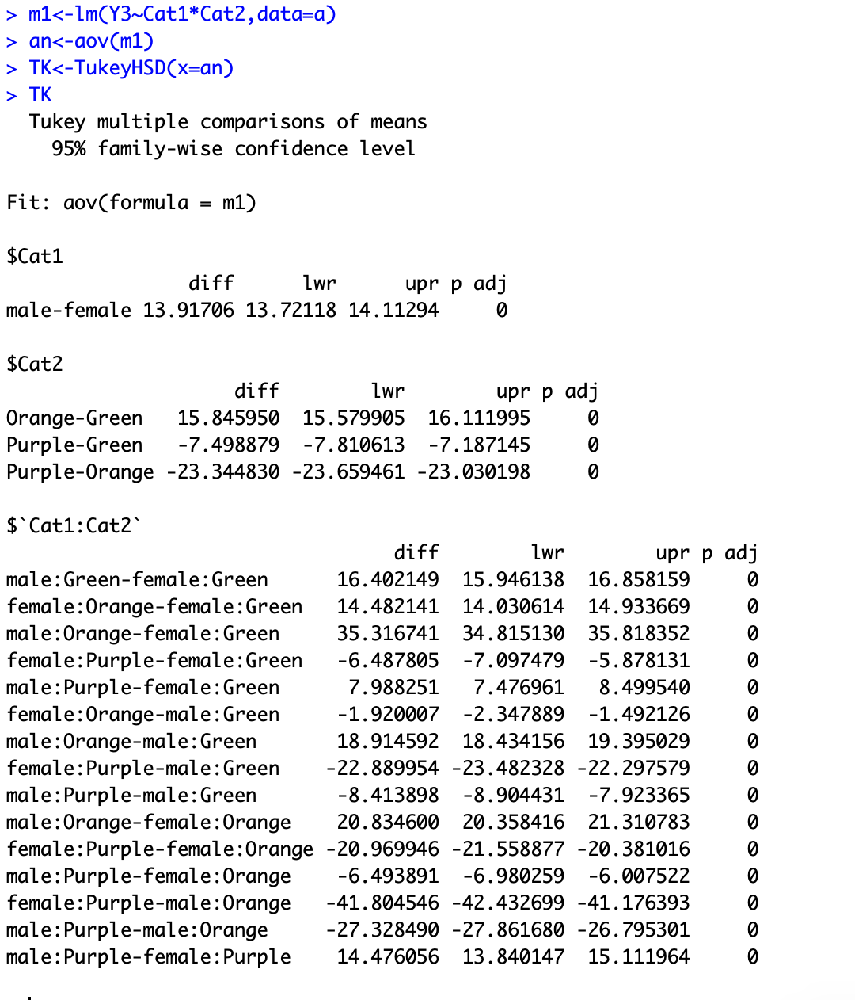 > m1<-lm(Y3~Cat1*Cat2,data=a)
> an<-aov(m1)
> TK<-TukeyHSD(x=an)
> TK
  Tukey multiple comparisons of means
    95% family-wise confidence level

Fit: aov(formula = m1)

$Cat1
                diff      lwr      upr p adj
male-female 13.91706 13.72118 14.11294     0

$Cat2
                    diff        lwr        upr p adj
Orange-Green   15.845950  15.579905  16.111995     0
Purple-Green   -7.498879  -7.810613  -7.187145     0
Purple-Orange -23.344830 -23.659461 -23.030198     0

$`Cat1:Cat2`
                                  diff        lwr        upr p adj
male:Green-female:Green      16.402149  15.946138  16.858159     0
female:Orange-female:Green   14.482141  14.030614  14.933669     0
male:Orange-female:Green     35.316741  34.815130  35.818352     0
female:Purple-female:Green   -6.487805  -7.097479  -5.878131     0
male:Purple-female:Green      7.988251   7.476961   8.499540     0
female:Orange-male:Green     -1.920007  -2.347889  -1.492126     0
male:Orange-male:Green       18.914592  18.434156  19.395029     0
female:Purple-male:Green    -22.889954 -23.482328 -22.297579     0
male:Purple-male:Green       -8.413898  -8.904431  -7.923365     0
male:Orange-female:Orange    20.834600  20.358416  21.310783     0
female:Purple-female:Orange -20.969946 -21.558877 -20.381016     0
male:Purple-female:Orange    -6.493891  -6.980259  -6.007522     0
female:Purple-male:Orange   -41.804546 -42.432699 -41.176393     0
male:Purple-male:Orange     -27.328490 -27.861680 -26.795301     0
male:Purple-female:Purple    14.476056  13.840147  15.111964     0